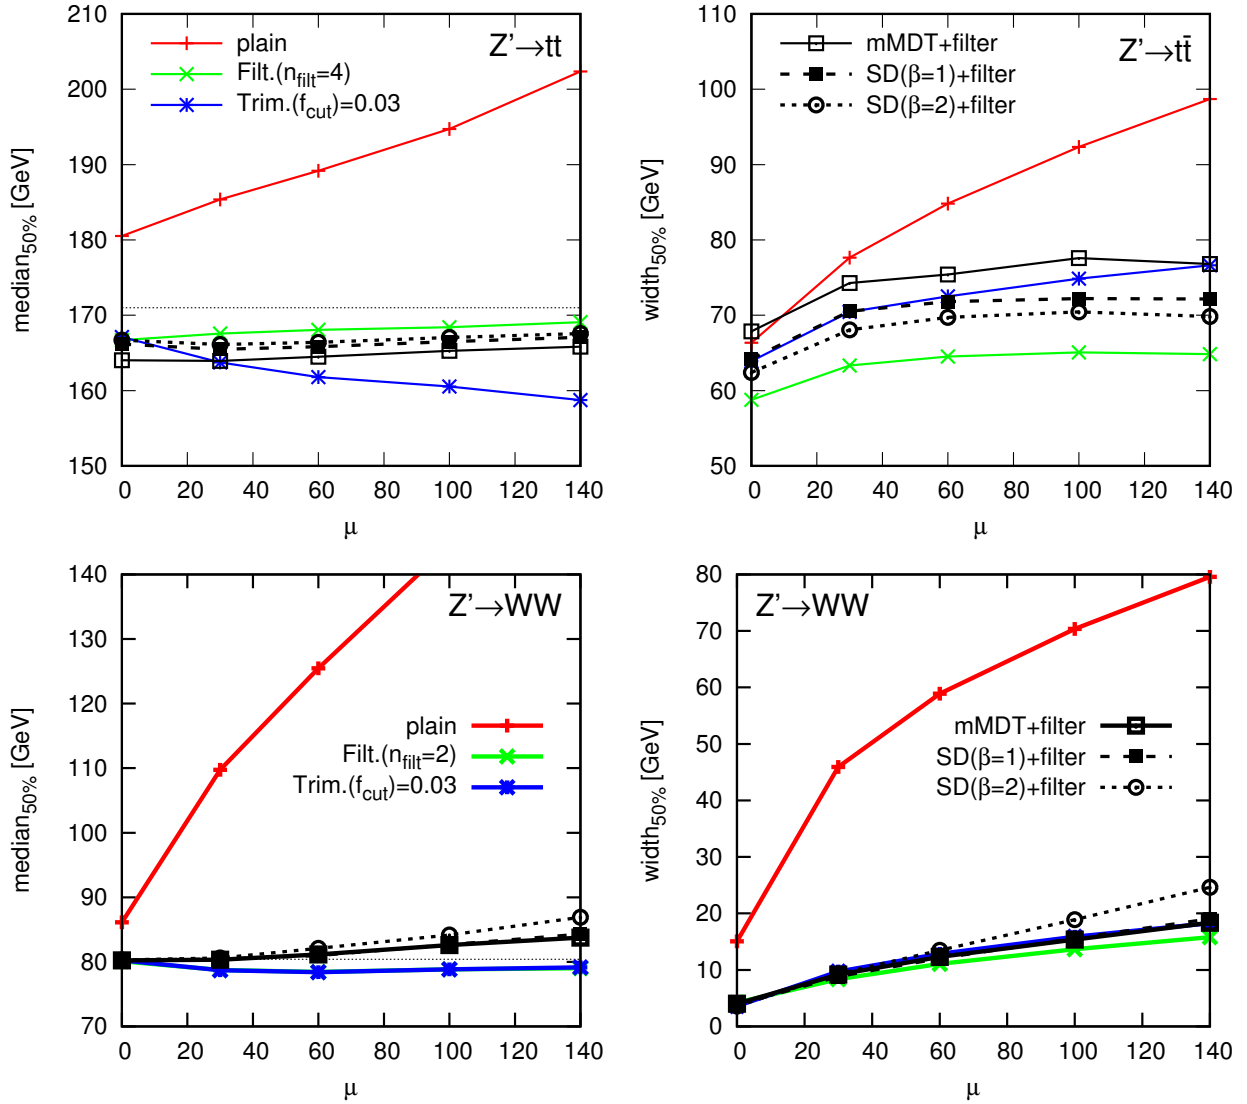 210
200
190
180
170
160
150
0 20 40 60 80 100 120 140
median50% [GeV]
μ
plain
Filt.(nfilt=4)
Trim.(fcut)=0.03
Z'→tt
110
100
90
80
70
60
50
0 20 40 60 80 100 120 140
width50% [GeV]
μ
mMDT+filter
SD(β=1)+filter
SD(β=2)+filter
Z'→tt̄
140
130
120
110
100
90
80
70
0 20 40 60 80 100 120 140
median50% [GeV]
μ
Z'→WW
plain
Filt.(nfilt=2)
Trim.(fcut)=0.03
80
70
60
50
40
30
20
10
0
0 20 40 60 80 100 120 140
width50% [GeV]
μ
Z'→WW
mMDT+filter
SD(β=1)+filter
SD(β=2)+filter